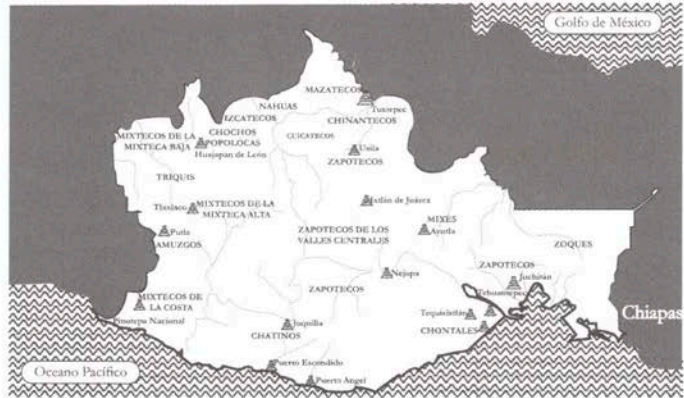 Golfo de México
MAZATECOS
Tuxtepec
NAHUAS
IZCATECOS
CHINANTECOS
MIXTECOS DE LA
MIXTECA BAJA
CHOCHOS
POPOLOCAS
Huajapan de León
CUICATECOS
Usila
ZAPOTECOS
TRIQUIS
Tlaxiaco
MIXTECOS DE LA
MIXTECA ALTA
Ixtlán de Juárez
Putla
AMUZGOS
ZAPOTECOS DE LOS
VALLES CENTRALES
MIXES
Ayutla
ZOQUES
Nejapa
ZAPOTECOS
Juchitán
Tehuantepec
ZAPOTECOS
MIXTECOS DE
LA COSTA
Pinotepa Nacional
Juquilla
CHATINOS
Tequisistlán
CHONTALES
Chiapas
Puerto Escondido
Puerto Angel
Oceano Pacífico